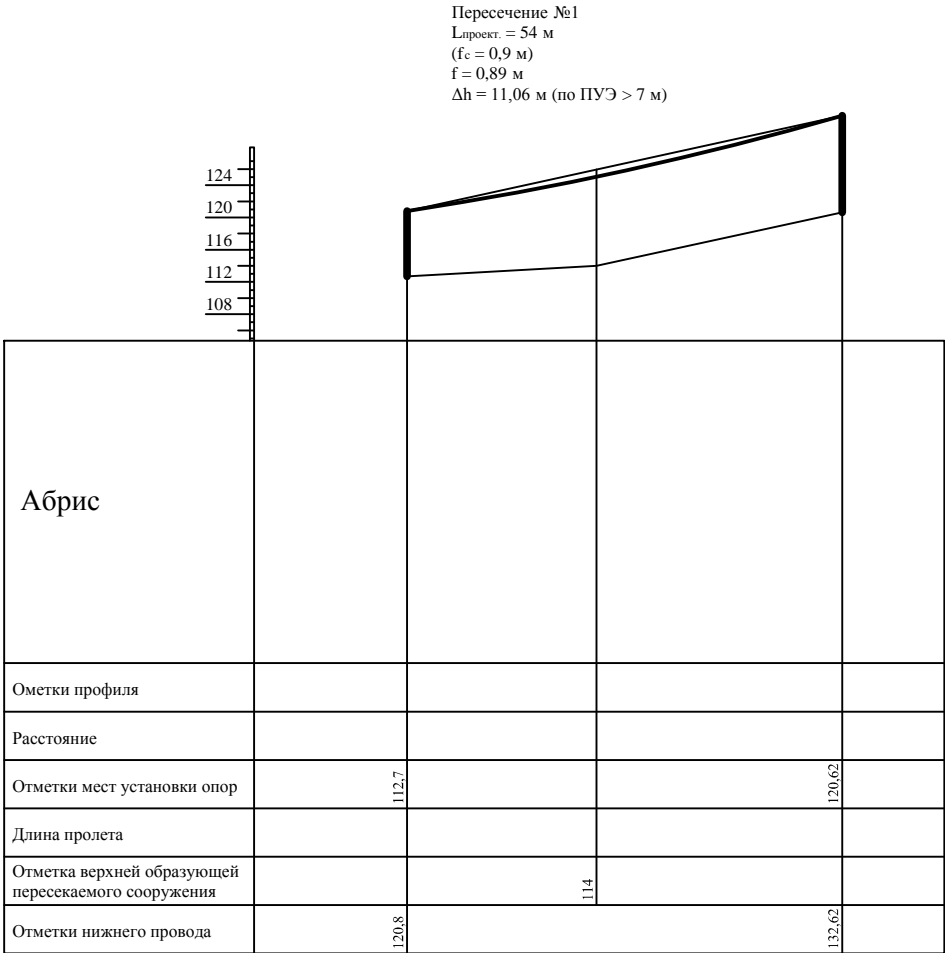 Пересечение №1
Lпроект. = 54 м
(fс = 0,9 м)
f = 0,89 м
Δh = 11,06 м (по ПУЭ > 7 м)
124
120
116
112
108
Абрис
Ометки профиля
Расстояние
Отметки мест установки опор
112,7
120,62
Длина пролета
Отметка верхней образующей
пересекаемого сооружения
114
Отметки нижнего провода
120,8
132,62